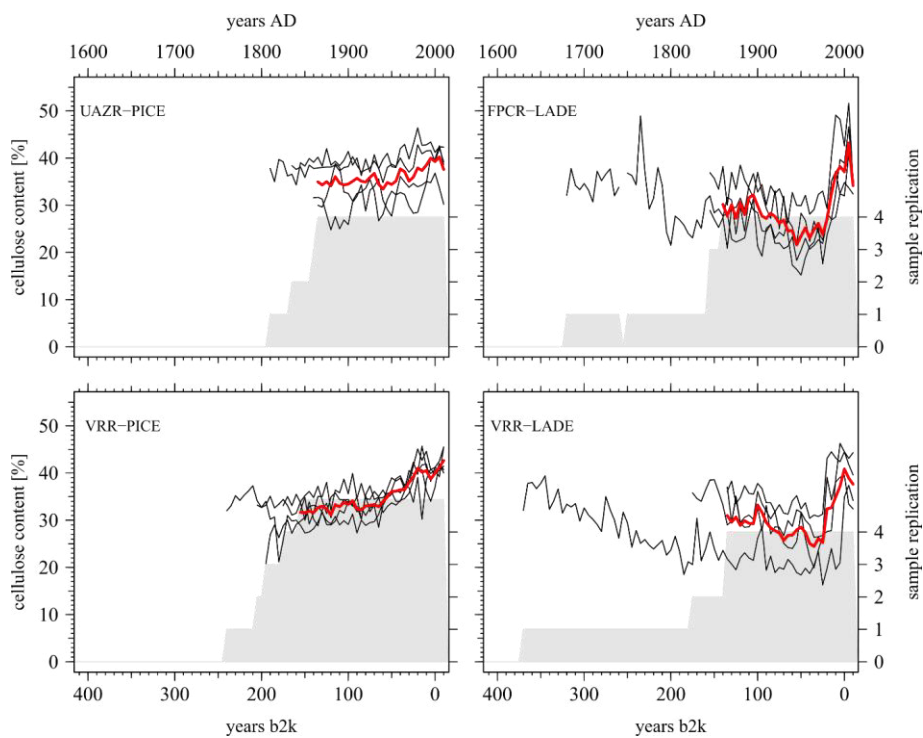 years AD
years AD
1600 1700 1800 1900 2000
1600 1700 1800 1900 2000
UAZR−PICE
FPCR−LADE
cellulose content [%]
50
40
30
20
10
0
sample replication
4
3
2
1
0
VRR−PICE
VRR−LADE
cellulose content [%]
50
40
30
20
10
0
sample replication
4
3
2
1
0
400 300 200 100 0
400 300 200 100 0
years b2k
years b2k